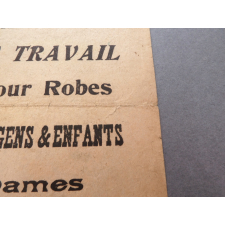 TRAVAIL
our Robes
GENS & ENFANTS
Dames